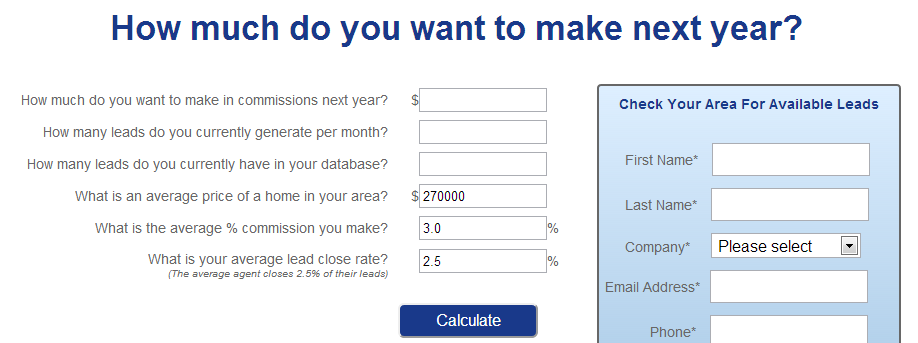 How much do you want to make next year?
How much do you want to make in commissions next year? $
How many leads do you currently generate per month?
How many leads do you currently have in your database?
What is an average price of a home in your area? $ 270000
What is the average % commission you make? 3.0 %
What is your average lead close rate? 2.5 %
(The average agent closes 2.5% of their leads)
Calculate
Check Your Area For Available Leads
First Name*
Last Name*
Company* Please select
Email Address*
Phone*